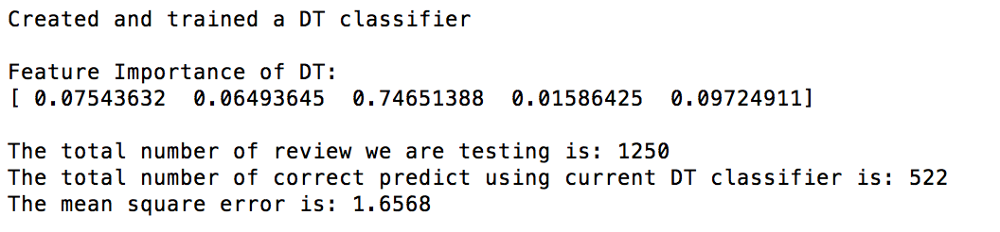 Created and trained a DT classifier
Feature Importance of DT:
[ 0.07543632  0.06493645  0.74651388  0.01586425  0.09724911]
The total number of review we are testing is: 1250
The total number of correct predict using current DT classifier is: 522
The mean square error is: 1.6568